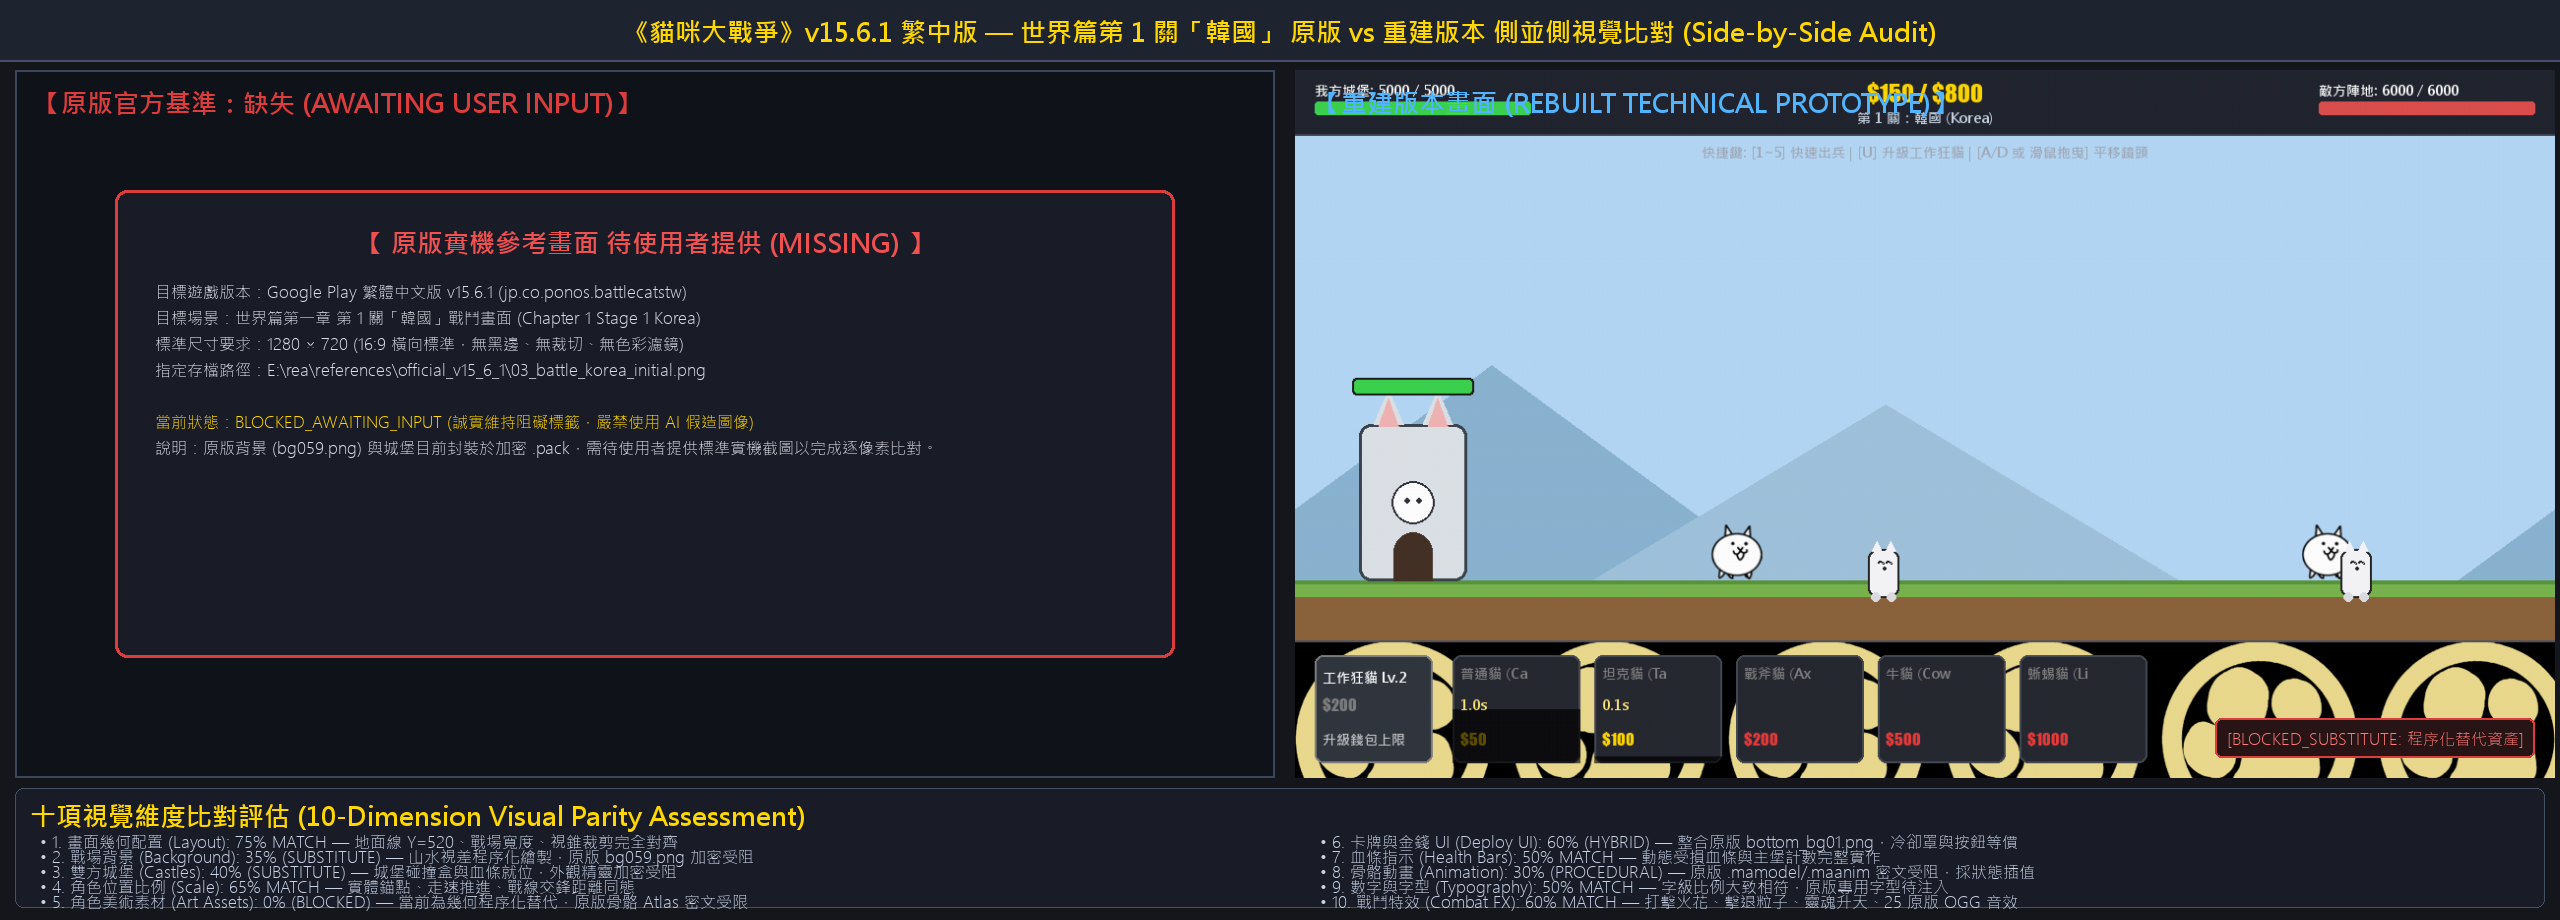 《貓咪大戰爭》v15.6.1 繁中版 — 世界篇第 1 關「韓國」 原版 vs 重建版本 側並側視覺比對 (Side-by-Side Audit)
【原版官方基準：缺失 (AWAITING USER INPUT)】
【 原版實機參考畫面 待使用者提供 (MISSING) 】
目標遊戲版本：Google Play 繁體中文版 v15.6.1 (jp.co.ponos.battlecatstw)
目標場景：世界篇第一章 第 1 關「韓國」戰鬥畫面 (Chapter 1 Stage 1 Korea)
標準尺寸要求：1280 × 720 (16:9 橫向標準，無黑邊、無裁切、無色彩濾鏡)
指定存檔路徑：E:\rea\references\official_v15_6_1\03_battle_korea_initial.png
當前狀態：BLOCKED_AWAITING_INPUT (誠實維持阻礙標籤，嚴禁使用 AI 假造圖像)
說明：原版背景 (bg059.png) 與城堡目前封裝於加密 .pack，需待使用者提供標準實機截圖以完成逐像素比對。
我方城堡: 5000 / 5000
$150 / $800
敵方陣地: 6000 / 6000
【重建版本畫面 (REBUILT TECHNICAL PROTOTYPE)】
第 1 關：韓國 (Korea)
快捷鍵: [1~5] 快速出兵 | [U] 升級工作狂貓 | [A/D 或 滑鼠拖曳] 平移鏡頭
工作狂貓 Lv.2
$200
升級錢包上限
普通貓 (Ca
1.0s
$50
坦克貓 (Ta
0.1s
$100
戰斧貓 (Ax
$200
牛貓 (Cow
$500
蜥蜴貓 (Li
$1000
[BLOCKED_SUBSTITUTE: 程序化替代資產]
十項視覺維度比對評估 (10-Dimension Visual Parity Assessment)
• 1. 畫面幾何配置 (Layout): 75% MATCH — 地面線 Y=520、戰場寬度、視錐裁剪完全對齊
• 2. 戰場背景 (Background): 35% (SUBSTITUTE) — 山水視差程序化繪製，原版 bg059.png 加密受阻
• 3. 雙方城堡 (Castles): 40% (SUBSTITUTE) — 城堡碰撞盒與血條就位，外觀精靈加密受阻
• 4. 角色位置比例 (Scale): 65% MATCH — 實體錨點、走速推進、戰線交鋒距離同態
• 5. 角色美術素材 (Art Assets): 0% (BLOCKED) — 當前為幾何程序化替代，原版骨骼 Atlas 密文受限
• 6. 卡牌與金錢 UI (Deploy UI): 60% (HYBRID) — 整合原版 bottom_bg01.png，冷卻罩與按鈕等價
• 7. 血條指示 (Health Bars): 50% MATCH — 動態受損血條與主堡計數完整實作
• 8. 骨骼動畫 (Animation): 30% (PROCEDURAL) — 原版 .mamodel/.maanim 密文受阻，採狀態插值
• 9. 數字與字型 (Typography): 50% MATCH — 字級比例大致相符，原版專用字型待注入
• 10. 戰鬥特效 (Combat FX): 60% MATCH — 打擊火花、擊退粒子、靈魂升天、25 原版 OGG 音效